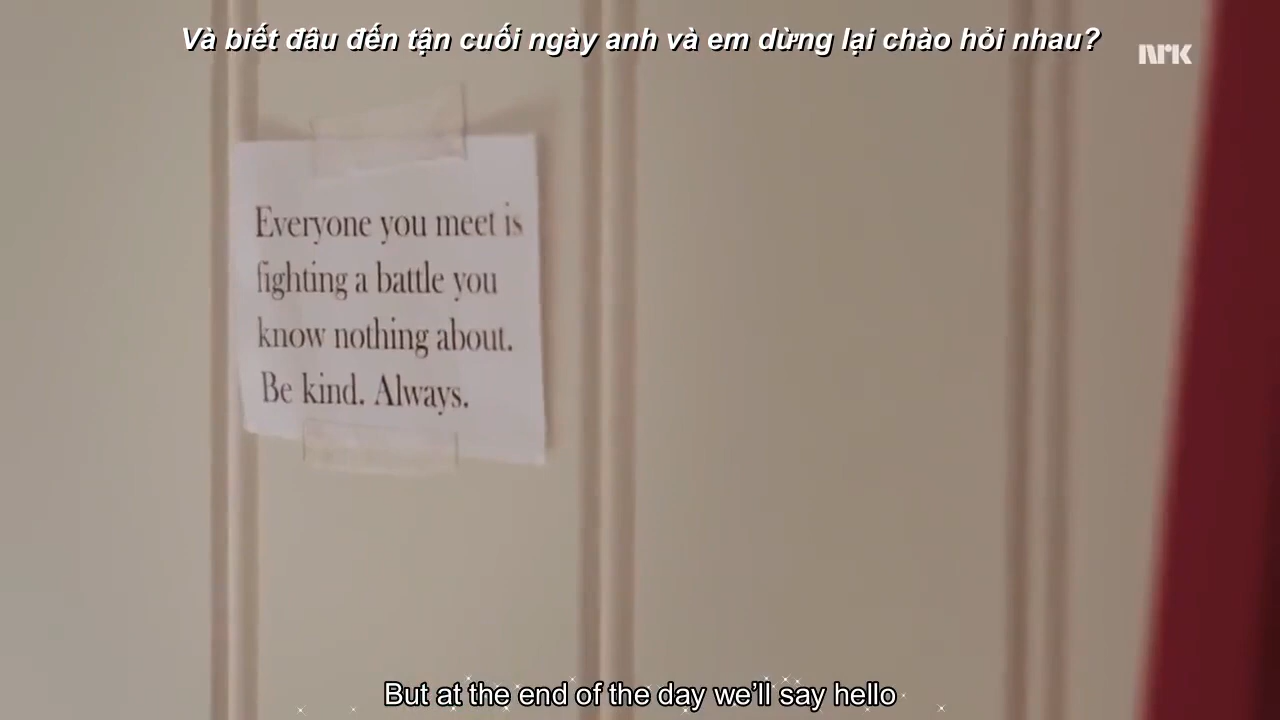 Và biết đâu đến tận cuối ngày anh và em dừng lại chào hỏi nhau?
NRK
Everyone you meet is
fighting a battle you
know nothing about.
Be kind. Always.
But at the end of the day we'll say hello